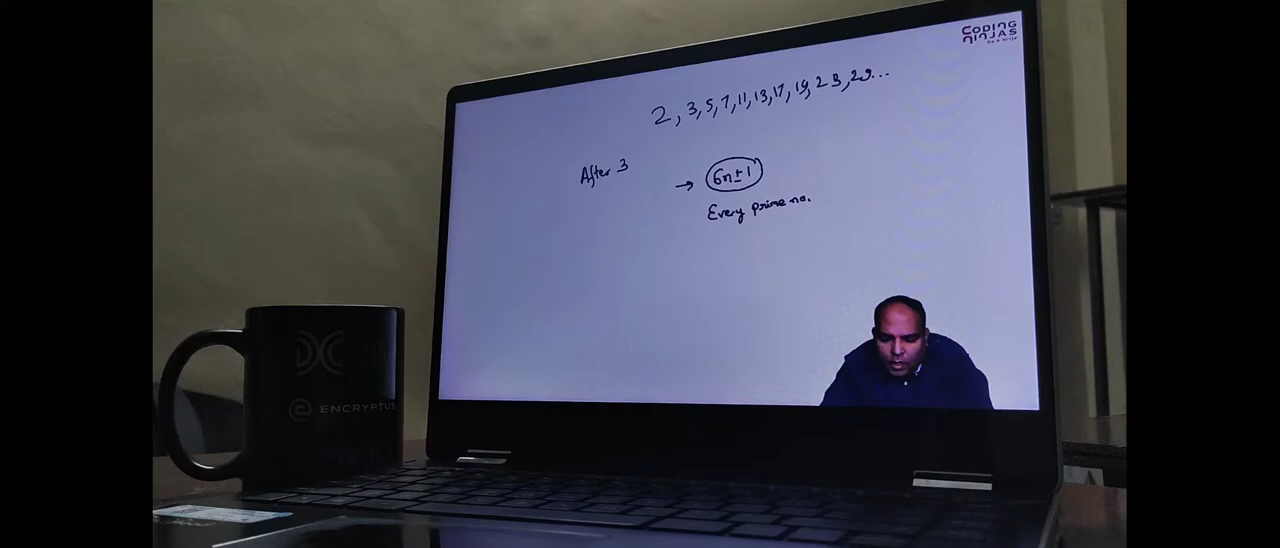 CODING
NINJAS
2, 3, 5, 7, 11, 13, 17, 19, 23, 29...
After 3
→ 6n±1
Every prime no.
ENCRYPTUS